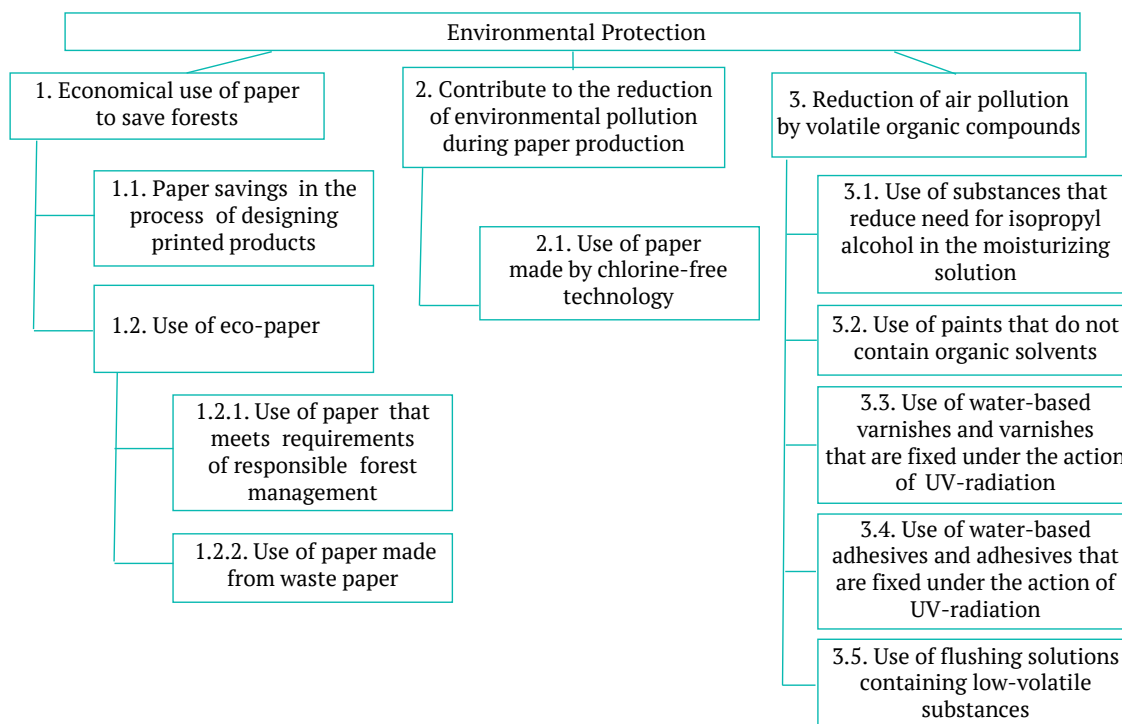 Environmental Protection
1. Economical use of paper
to save forests
1.1. Paper savings in the
process of designing
printed products
1.2. Use of eco-paper
1.2.1. Use of paper that
meets requirements
of responsible forest
management
1.2.2. Use of paper made
from waste paper
2. Contribute to the reduction
of environmental pollution
during paper production
2.1. Use of paper
made by chlorine-free
technology
3. Reduction of air pollution
by volatile organic compounds
3.1. Use of substances that
reduce need for isopropyl
alcohol in the moisturizing
solution
3.2. Use of paints that do not
contain organic solvents
3.3. Use of water-based
varnishes and varnishes
that are fixed under the action
of UV-radiation
3.4. Use of water-based
adhesives and adhesives that
are fixed under the action of
UV-radiation
3.5. Use of flushing solutions
containing low-volatile
substances